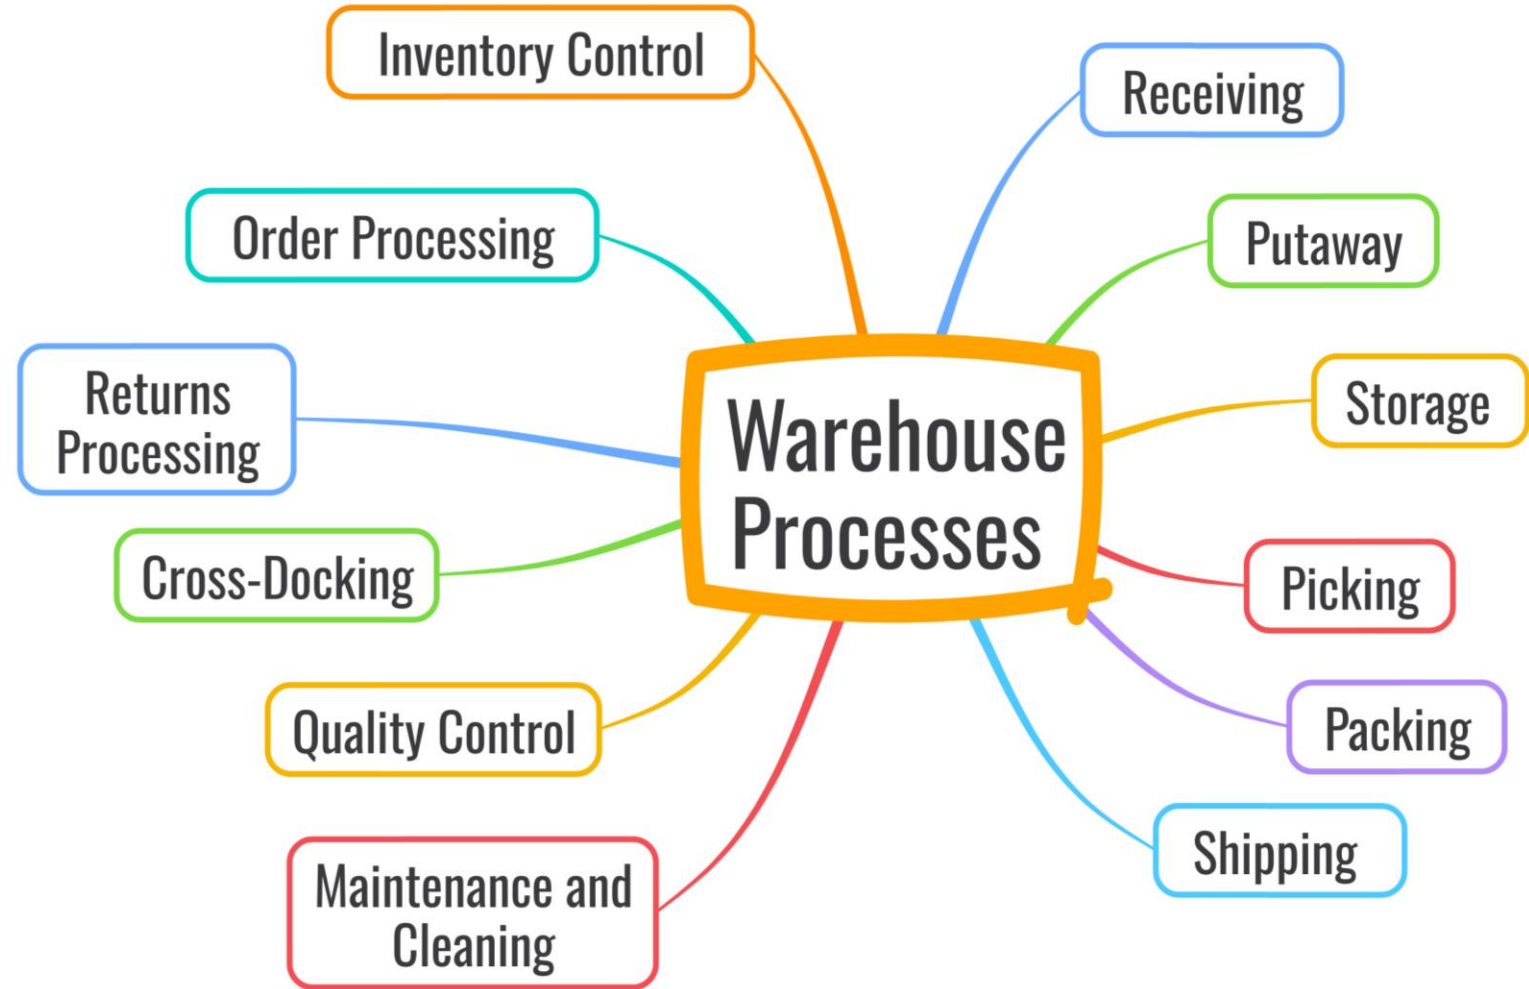 Inventory Control
Receiving
Order Processing
Putaway
Returns
Processing
Storage
Warehouse
Processes
Cross-Docking
Picking
Quality Control
Packing
Maintenance and
Cleaning
Shipping